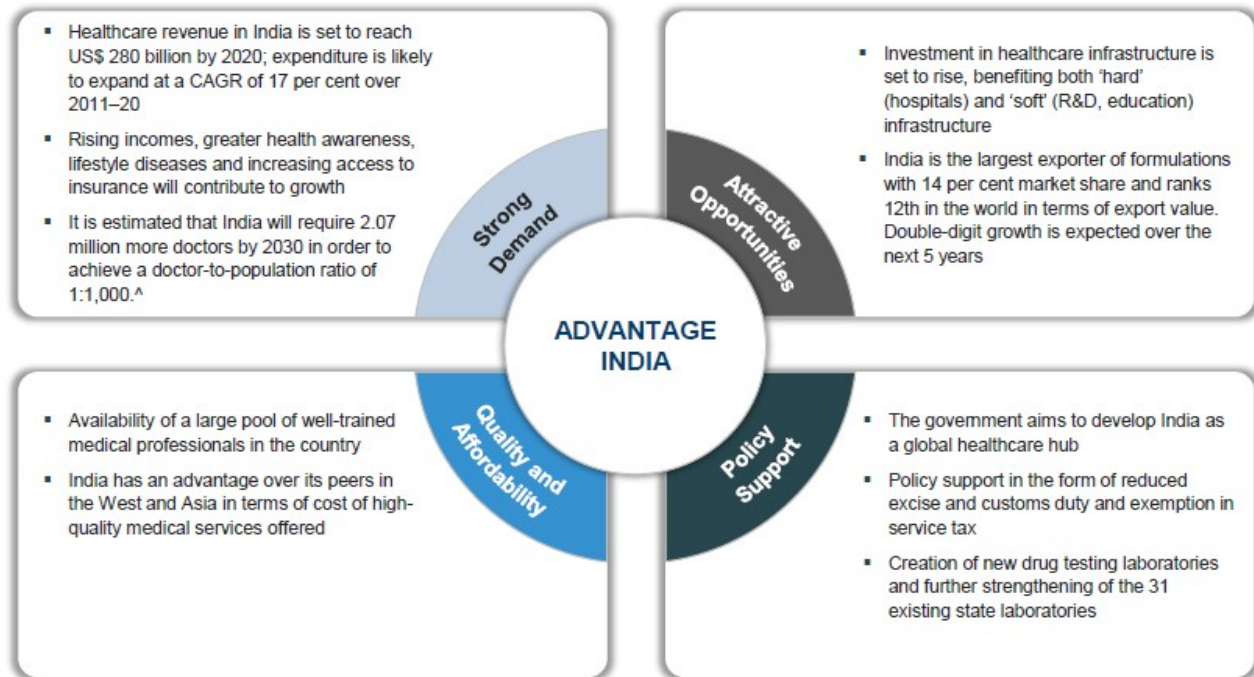 ▪ Healthcare revenue in India is set to reach
US$ 280 billion by 2020; expenditure is likely
to expand at a CAGR of 17 per cent over
2011–20
▪ Rising incomes, greater health awareness,
lifestyle diseases and increasing access to
insurance will contribute to growth
▪ It is estimated that India will require 2.07
million more doctors by 2030 in order to
achieve a doctor-to-population ratio of
1:1,000.^
Strong
Demand
▪ Investment in healthcare infrastructure is
set to rise, benefiting both ‘hard’
(hospitals) and ‘soft’ (R&D, education)
infrastructure
▪ India is the largest exporter of formulations
with 14 per cent market share and ranks
12th in the world in terms of export value.
Double-digit growth is expected over the
next 5 years
Attractive
Opportunities
ADVANTAGE
INDIA
▪ Availability of a large pool of well-trained
medical professionals in the country
▪ India has an advantage over its peers in
the West and Asia in terms of cost of high-
quality medical services offered
Quality and
Affordability
▪ The government aims to develop India as
a global healthcare hub
▪ Policy support in the form of reduced
excise and customs duty and exemption in
service tax
▪ Creation of new drug testing laboratories
and further strengthening of the 31
existing state laboratories
Policy
Support